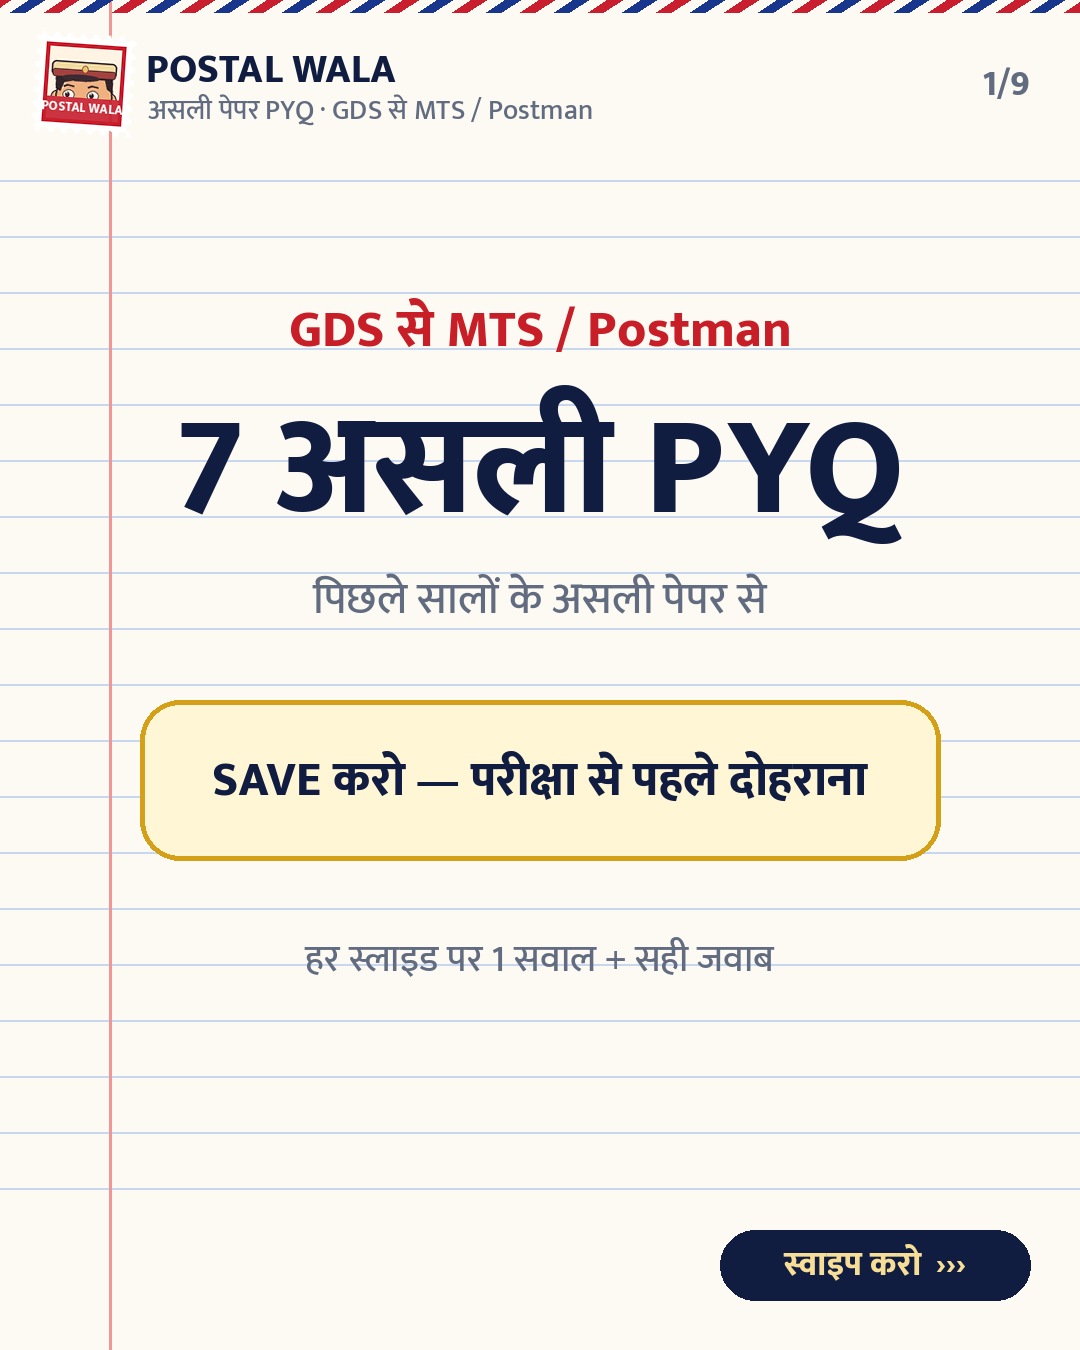 POSTAL WALA
POSTAL WALA
असली पेपर PYQ · GDS से MTS / Postman
1/9
GDS से MTS / Postman
7 असली PYQ
पिछले सालों के असली पेपर से
SAVE करो — परीक्षा से पहले दोहराना
हर स्लाइड पर 1 सवाल + सही जवाब
स्वाइप करो ›››